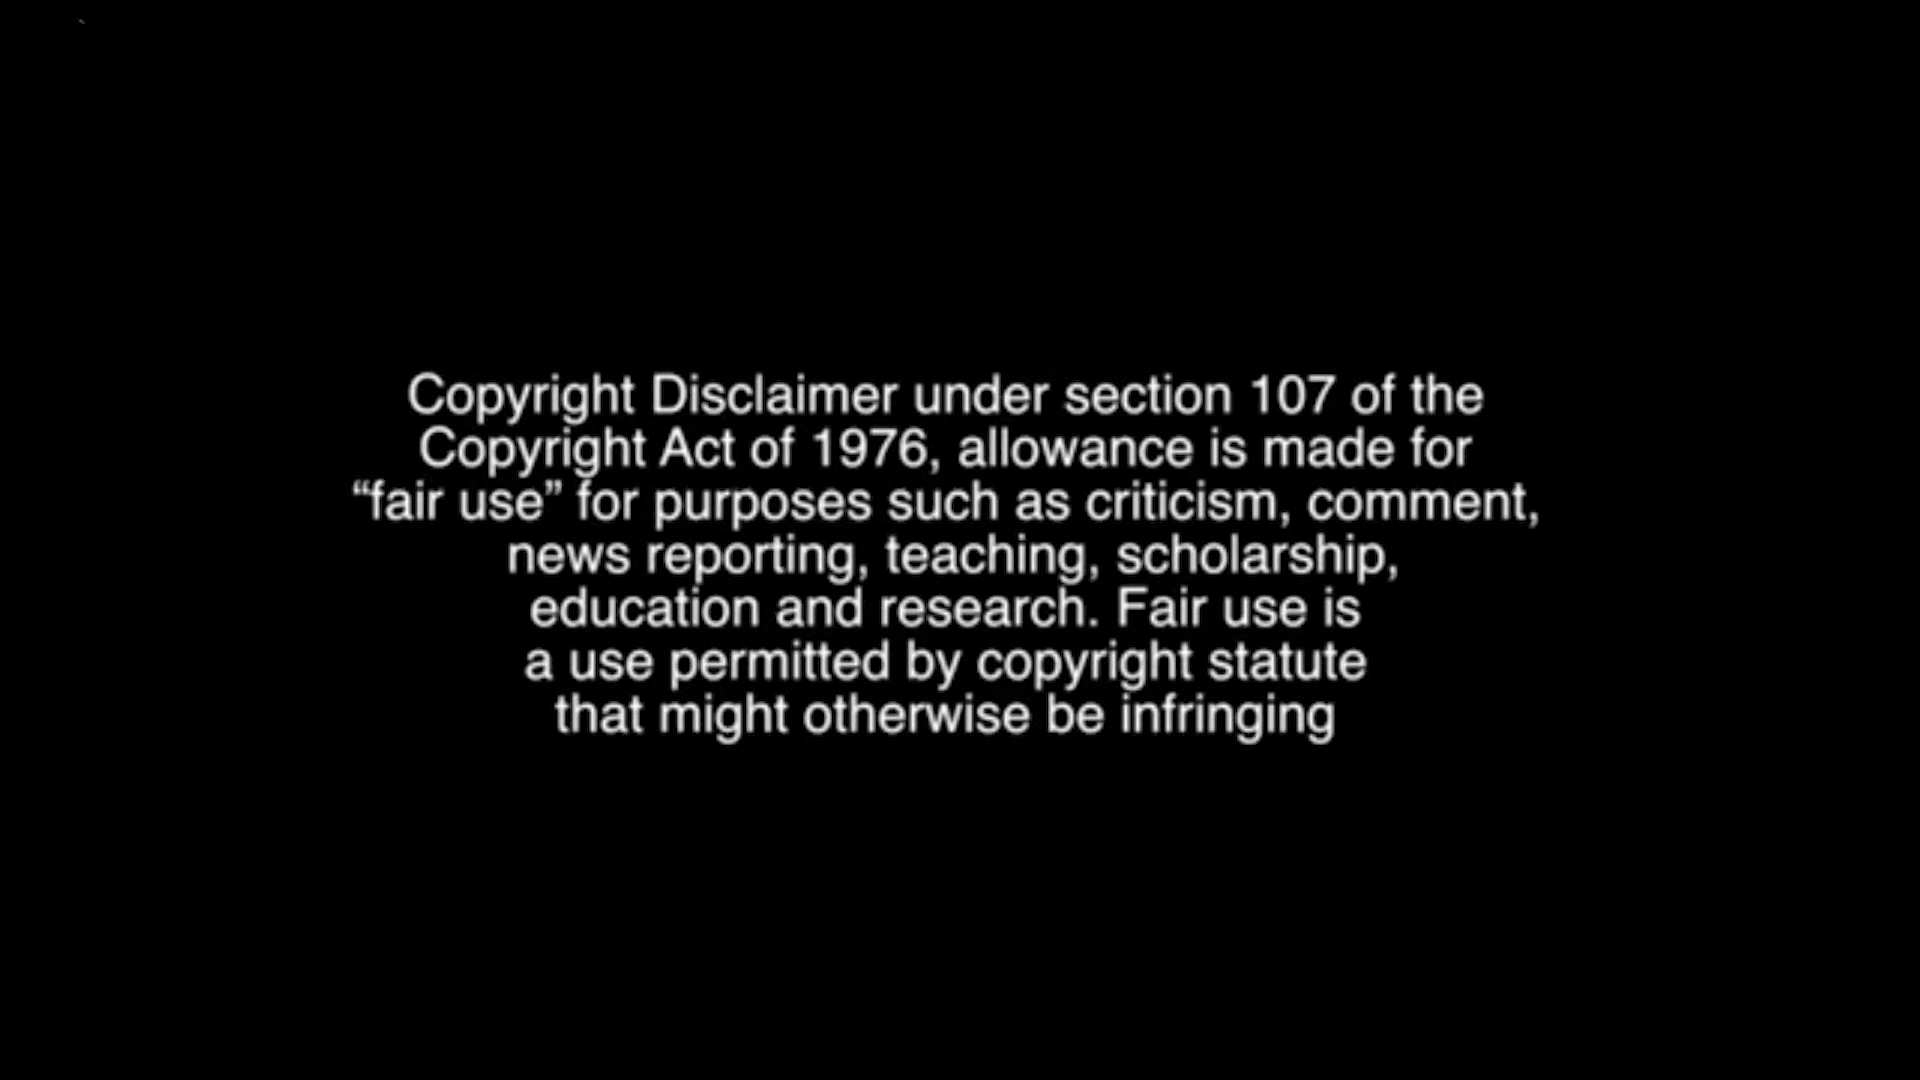 Copyright Disclaimer under section 107 of the
Copyright Act of 1976, allowance is made for
“fair use” for purposes such as criticism, comment,
news reporting, teaching, scholarship,
education and research. Fair use is
a use permitted by copyright statute
that might otherwise be infringing